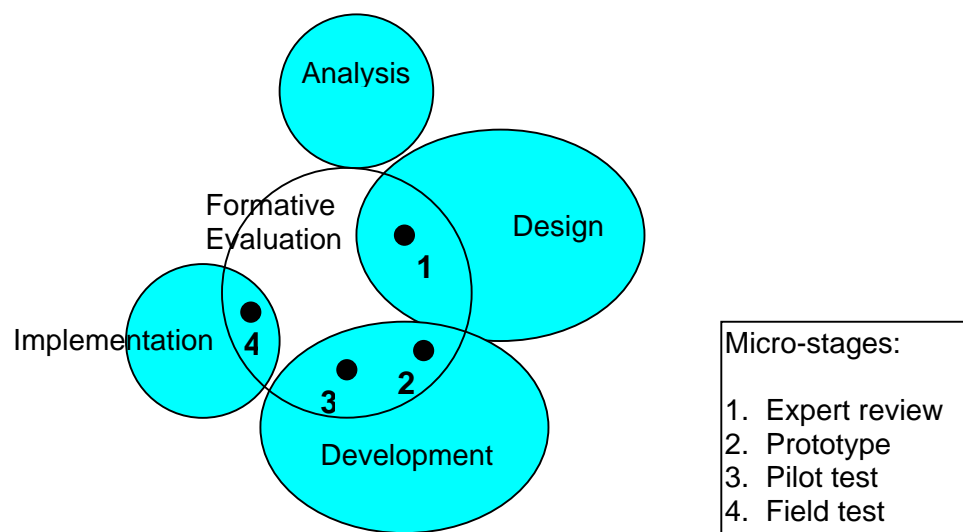 Analysis
Formative
Evaluation
Design
1
Implementation
4
2
3
Development
Micro-stages:
1. Expert review
2. Prototype
3. Pilot test
4. Field test